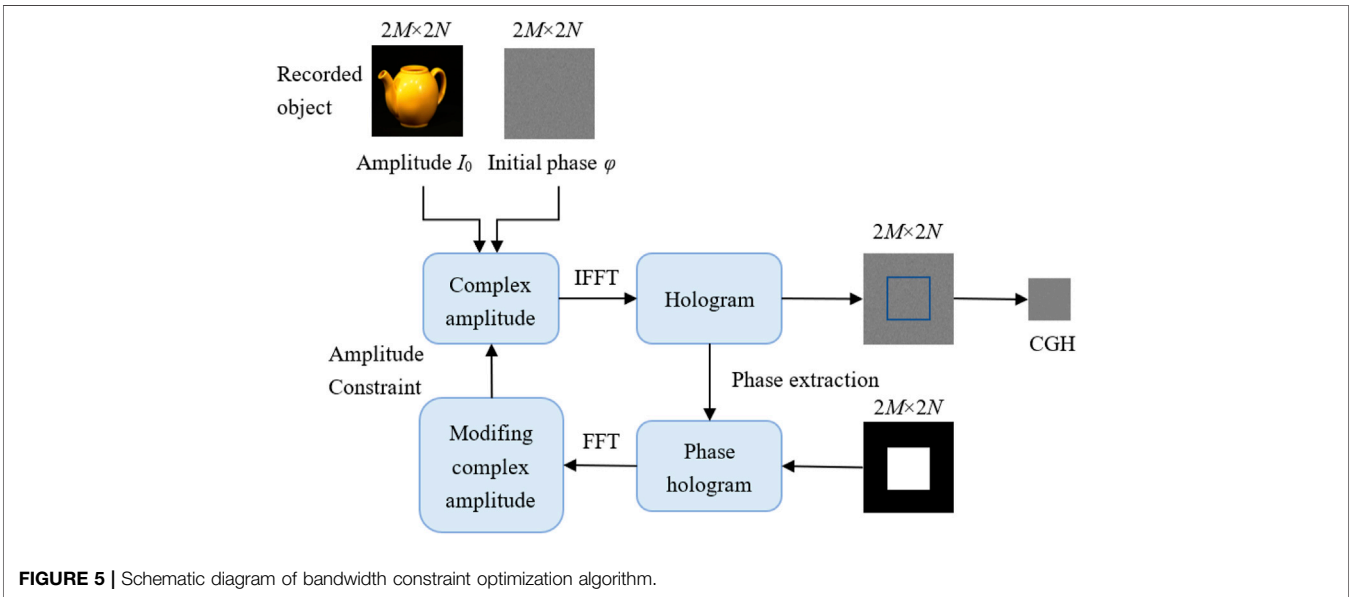 2M×2N
2M×2N
Recorded
object
Amplitude I₀
Initial phase φ
2M×2N
Complex
amplitude
IFFT
Hologram
CGH
Amplitude
Constraint
Phase extraction
2M×2N
Modifing
complex
amplitude
FFT
Phase
hologram
FIGURE 5 | Schematic diagram of bandwidth constraint optimization algorithm.